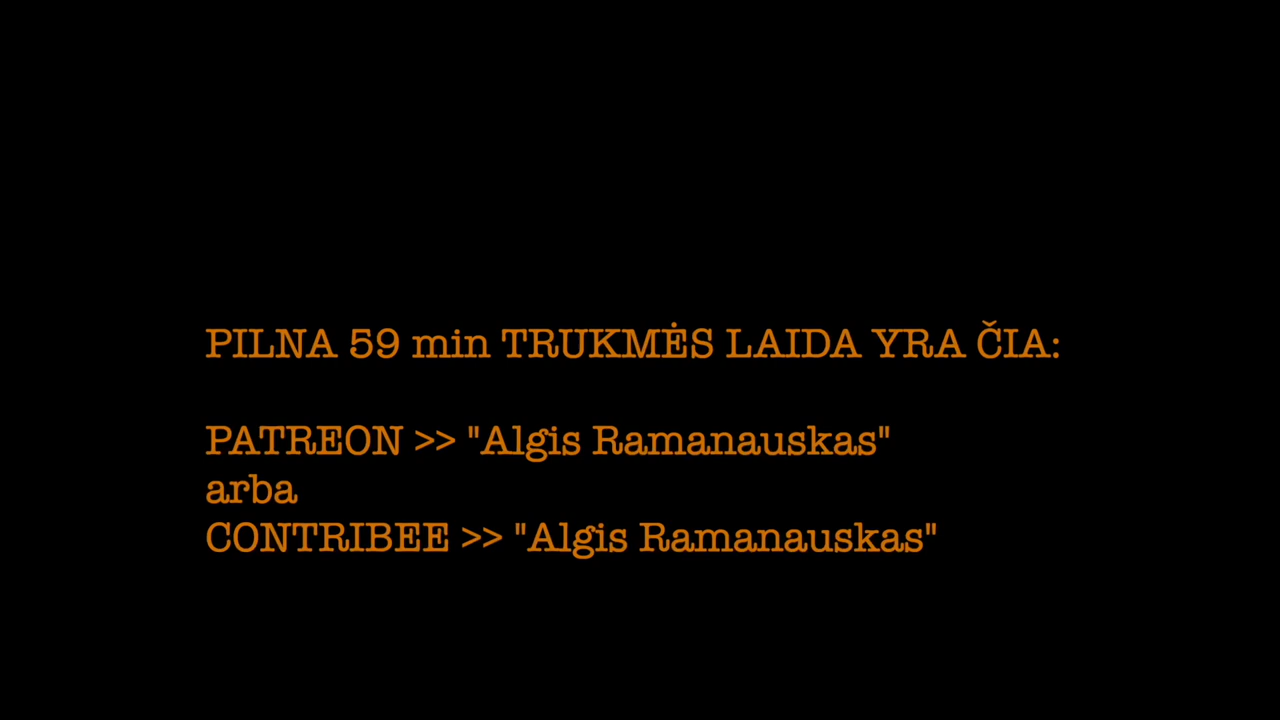 PILNA 59 min TRUKMĖS LAIDA YRA ČIA:
PATREON >> "Algis Ramanauskas"
arba
CONTRIBEE >> "Algis Ramanauskas"